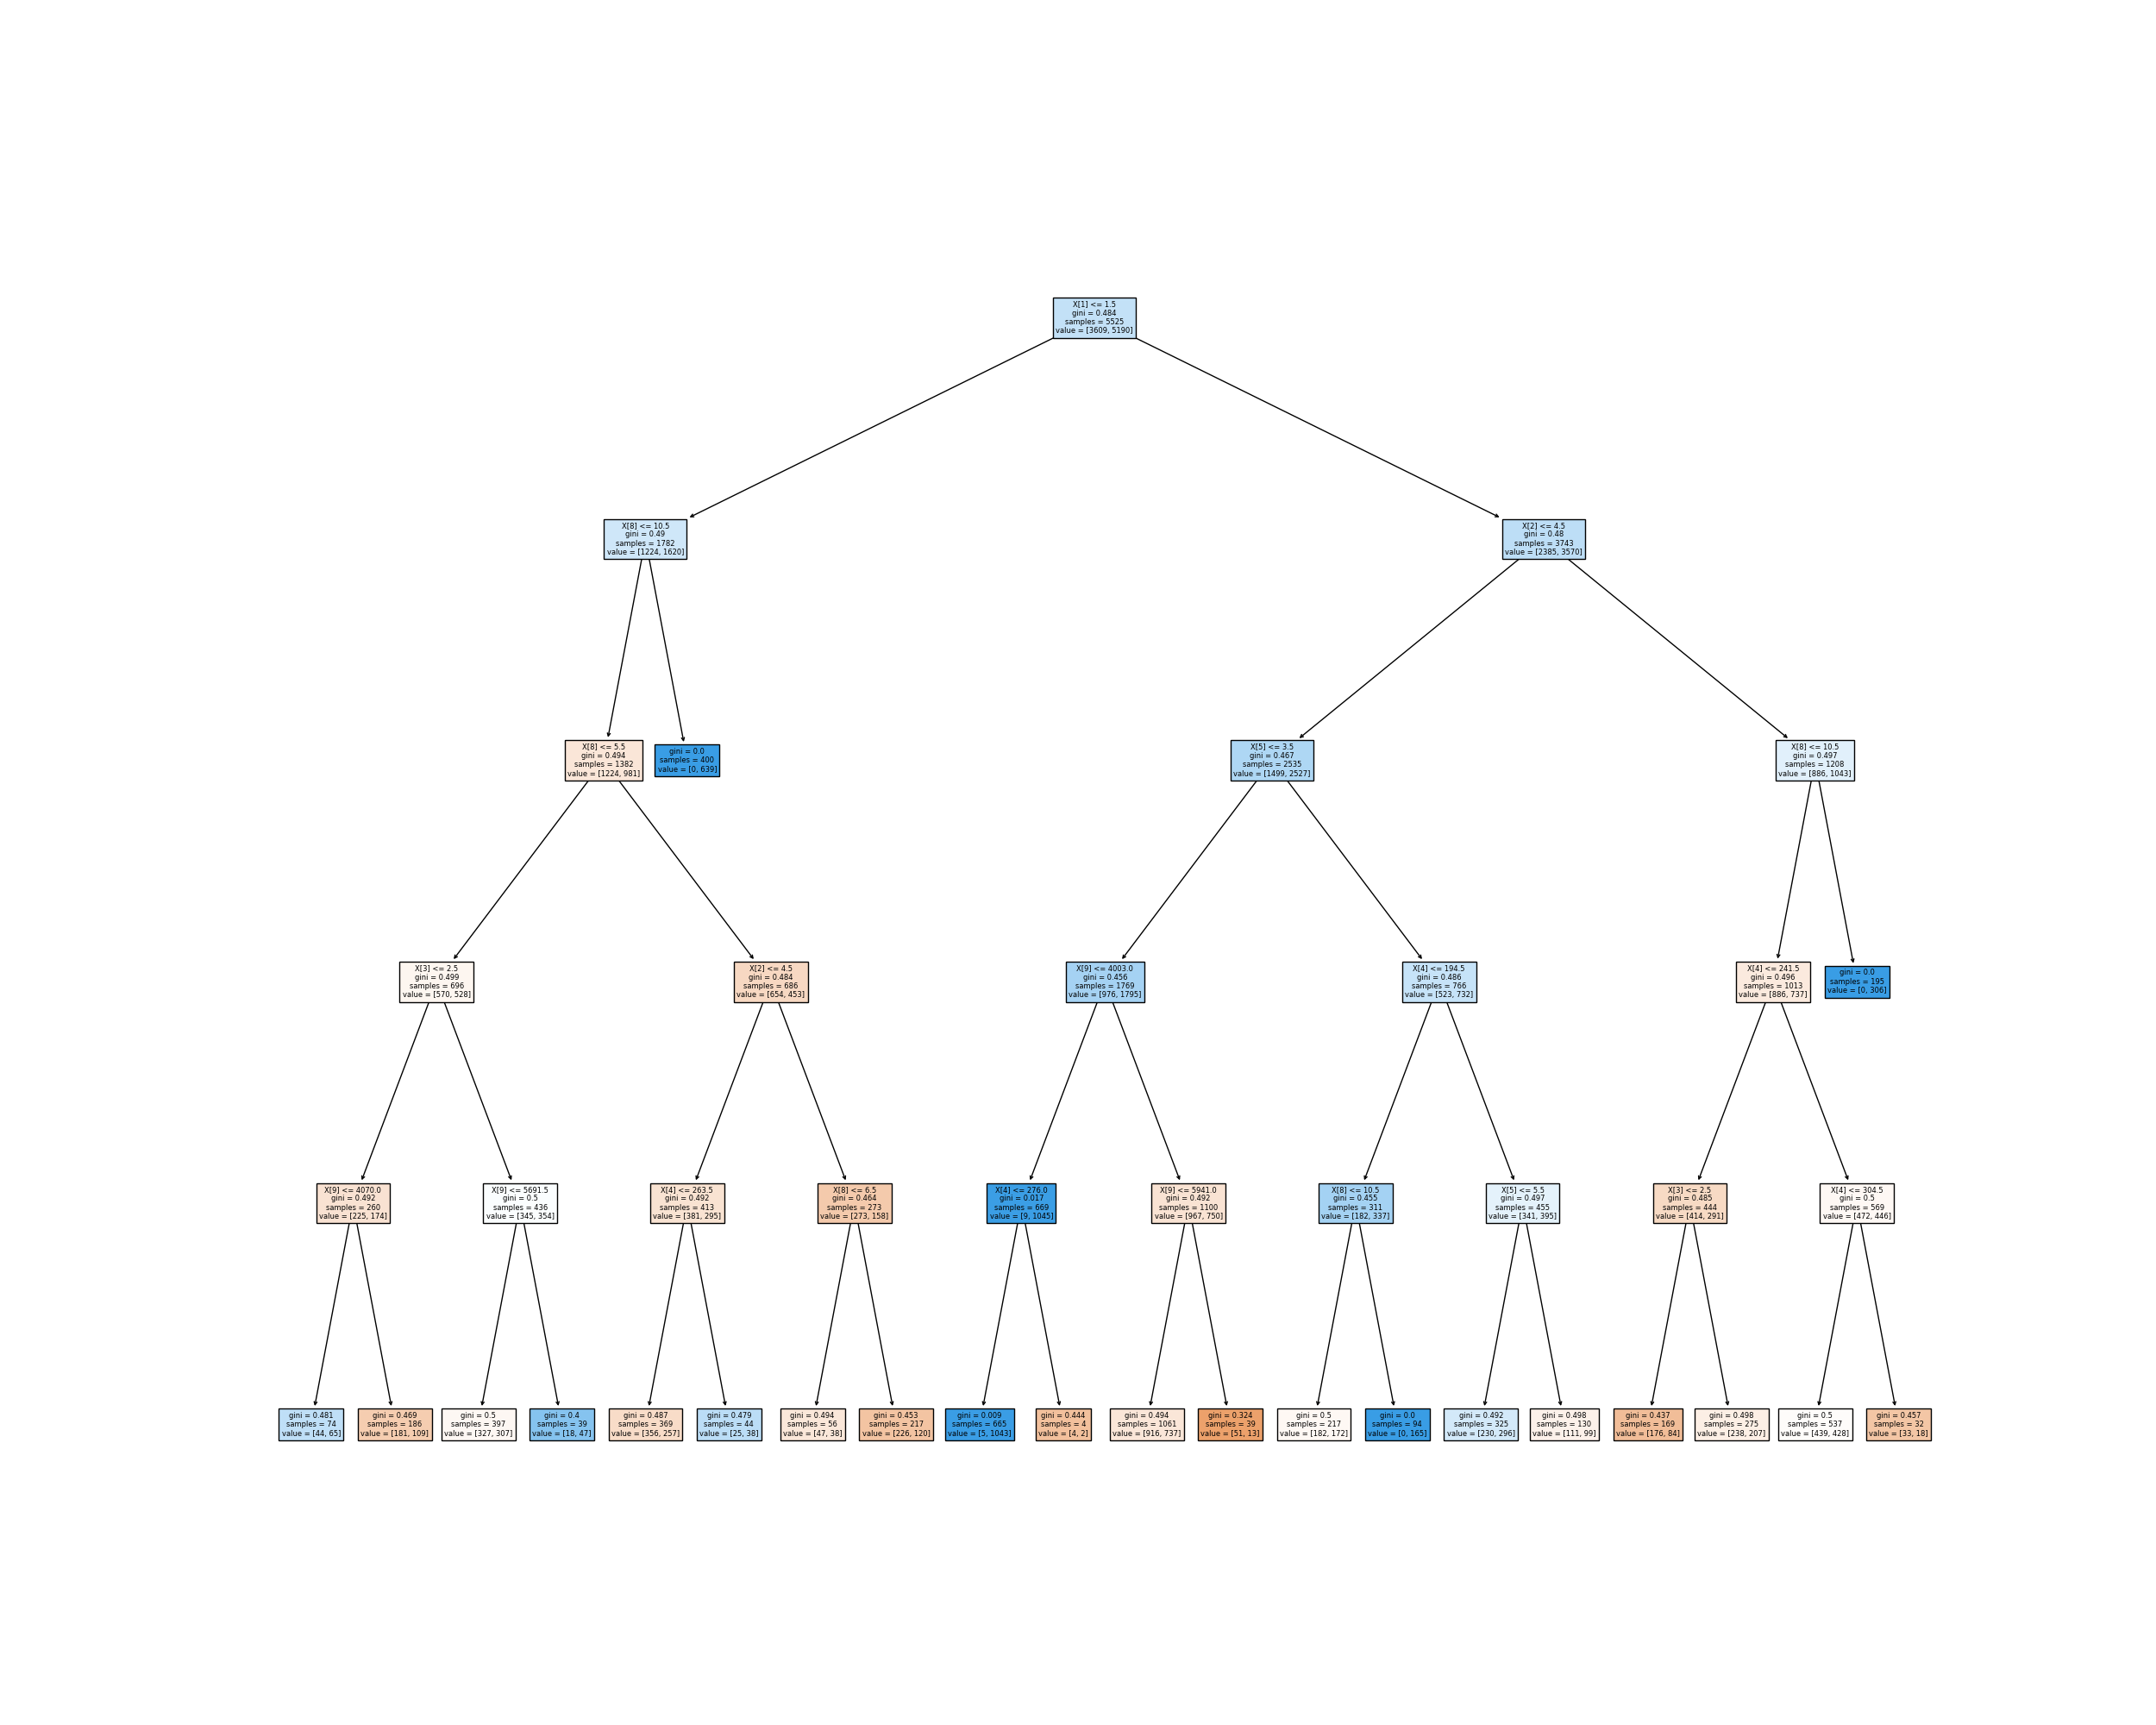 X[1] <= 1.5
gini = 0.484
samples = 5525
value = [3609, 5190]
X[8] <= 10.5
gini = 0.49
samples = 1782
value = [1224, 1620]
X[2] <= 4.5
gini = 0.48
samples = 3743
value = [2385, 3570]
X[8] <= 5.5
gini = 0.494
samples = 1382
value = [1224, 981]
gini = 0.0
samples = 400
value = [0, 639]
X[5] <= 3.5
gini = 0.467
samples = 2535
value = [1499, 2527]
X[8] <= 10.5
gini = 0.497
samples = 1208
value = [886, 1043]
X[3] <= 2.5
gini = 0.499
samples = 696
value = [570, 528]
X[2] <= 4.5
gini = 0.484
samples = 686
value = [654, 453]
X[9] <= 4003.0
gini = 0.456
samples = 1769
value = [976, 1795]
X[4] <= 194.5
gini = 0.486
samples = 766
value = [523, 732]
X[4] <= 241.5
gini = 0.496
samples = 1013
value = [886, 737]
gini = 0.0
samples = 195
value = [0, 306]
X[9] <= 4070.0
gini = 0.492
samples = 260
value = [225, 174]
X[9] <= 5691.5
gini = 0.5
samples = 436
value = [345, 354]
X[4] <= 263.5
gini = 0.492
samples = 413
value = [381, 295]
X[8] <= 6.5
gini = 0.464
samples = 273
value = [273, 158]
X[4] <= 276.0
gini = 0.017
samples = 669
value = [9, 1045]
X[9] <= 5941.0
gini = 0.492
samples = 1100
value = [967, 750]
X[8] <= 10.5
gini = 0.455
samples = 311
value = [182, 337]
X[5] <= 5.5
gini = 0.497
samples = 455
value = [341, 395]
X[3] <= 2.5
gini = 0.485
samples = 444
value = [414, 291]
X[4] <= 304.5
gini = 0.5
samples = 569
value = [472, 446]
gini = 0.481
samples = 74
value = [44, 65]
gini = 0.469
samples = 186
value = [181, 109]
gini = 0.5
samples = 397
value = [327, 307]
gini = 0.4
samples = 39
value = [18, 47]
gini = 0.487
samples = 369
value = [356, 257]
gini = 0.479
samples = 44
value = [25, 38]
gini = 0.494
samples = 56
value = [47, 38]
gini = 0.453
samples = 217
value = [226, 120]
gini = 0.009
samples = 665
value = [5, 1043]
gini = 0.444
samples = 4
value = [4, 2]
gini = 0.494
samples = 1061
value = [916, 737]
gini = 0.324
samples = 39
value = [51, 13]
gini = 0.5
samples = 217
value = [182, 172]
gini = 0.0
samples = 94
value = [0, 165]
gini = 0.492
samples = 325
value = [230, 296]
gini = 0.498
samples = 130
value = [111, 99]
gini = 0.437
samples = 169
value = [176, 84]
gini = 0.498
samples = 275
value = [238, 207]
gini = 0.5
samples = 537
value = [439, 428]
gini = 0.457
samples = 32
value = [33, 18]